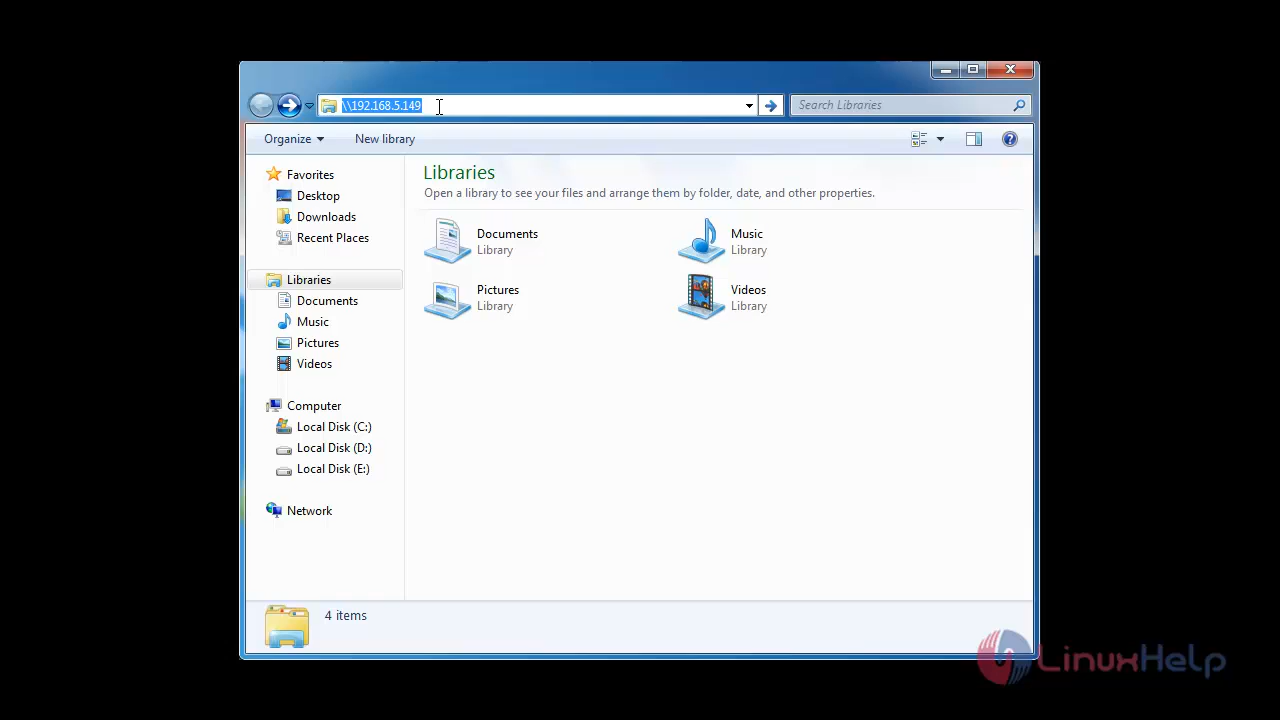 \\192.168.5.149
Search Libraries
Organize
New library
Favorites
Desktop
Downloads
Recent Places
Libraries
Documents
Music
Pictures
Videos
Computer
Local Disk (C:)
Local Disk (D:)
Local Disk (E:)
Network
Libraries
Open a library to see your files and arrange them by folder, date, and other properties.
Documents
Library
Music
Library
Pictures
Library
Videos
Library
4 items
LinuxHelp